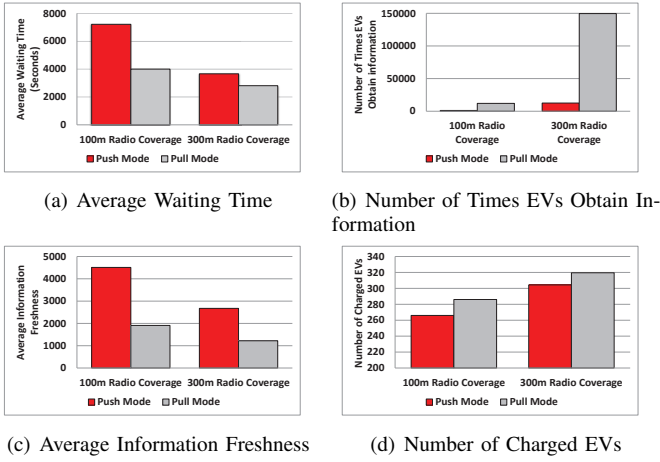 8000
6000
4000
2000
0
Average Waiting Time
(Seconds)
100m Radio Coverage 300m Radio Coverage
Push Mode Pull Mode
(a) Average Waiting Time
150000
100000
50000
0
Number of Times EVs
Obtain information
100m Radio
Coverage
300m Radio
Coverage
Push Mode Pull Mode
(b) Number of Times EVs Obtain In-
formation
5000
4000
3000
2000
1000
0
Average Information
Freshness
100m Radio Coverage 300m Radio Coverage
Push Mode Pull Mode
(c) Average Information Freshness
340
320
300
280
260
240
220
200
Number of Charged EVs
100m Radio Coverage 300m Radio Coverage
Push Mode Pull Mode
(d) Number of Charged EVs